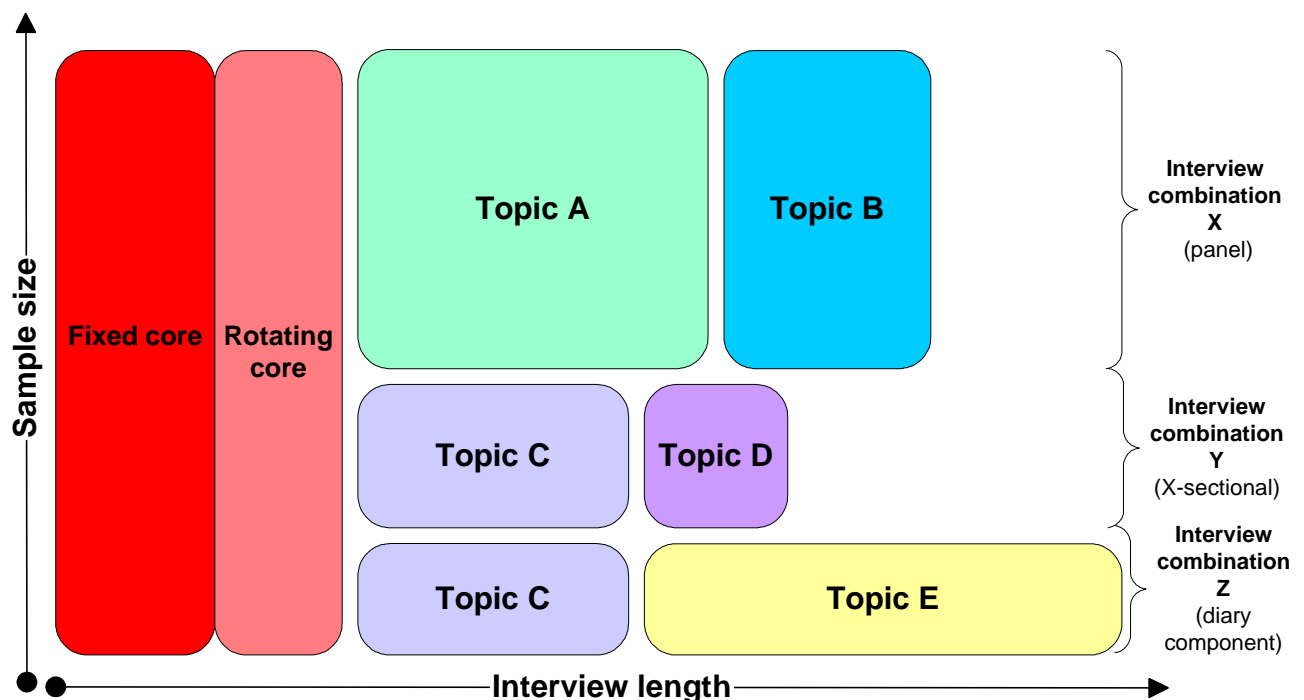 Sample size
Fixed core
Rotating
core
Topic A
Topic B
Interview
combination
X
(panel)
Topic C
Topic D
Interview
combination
Y
(X-sectional)
Topic C
Topic E
Interview
combination
Z
(diary
component)
Interview length